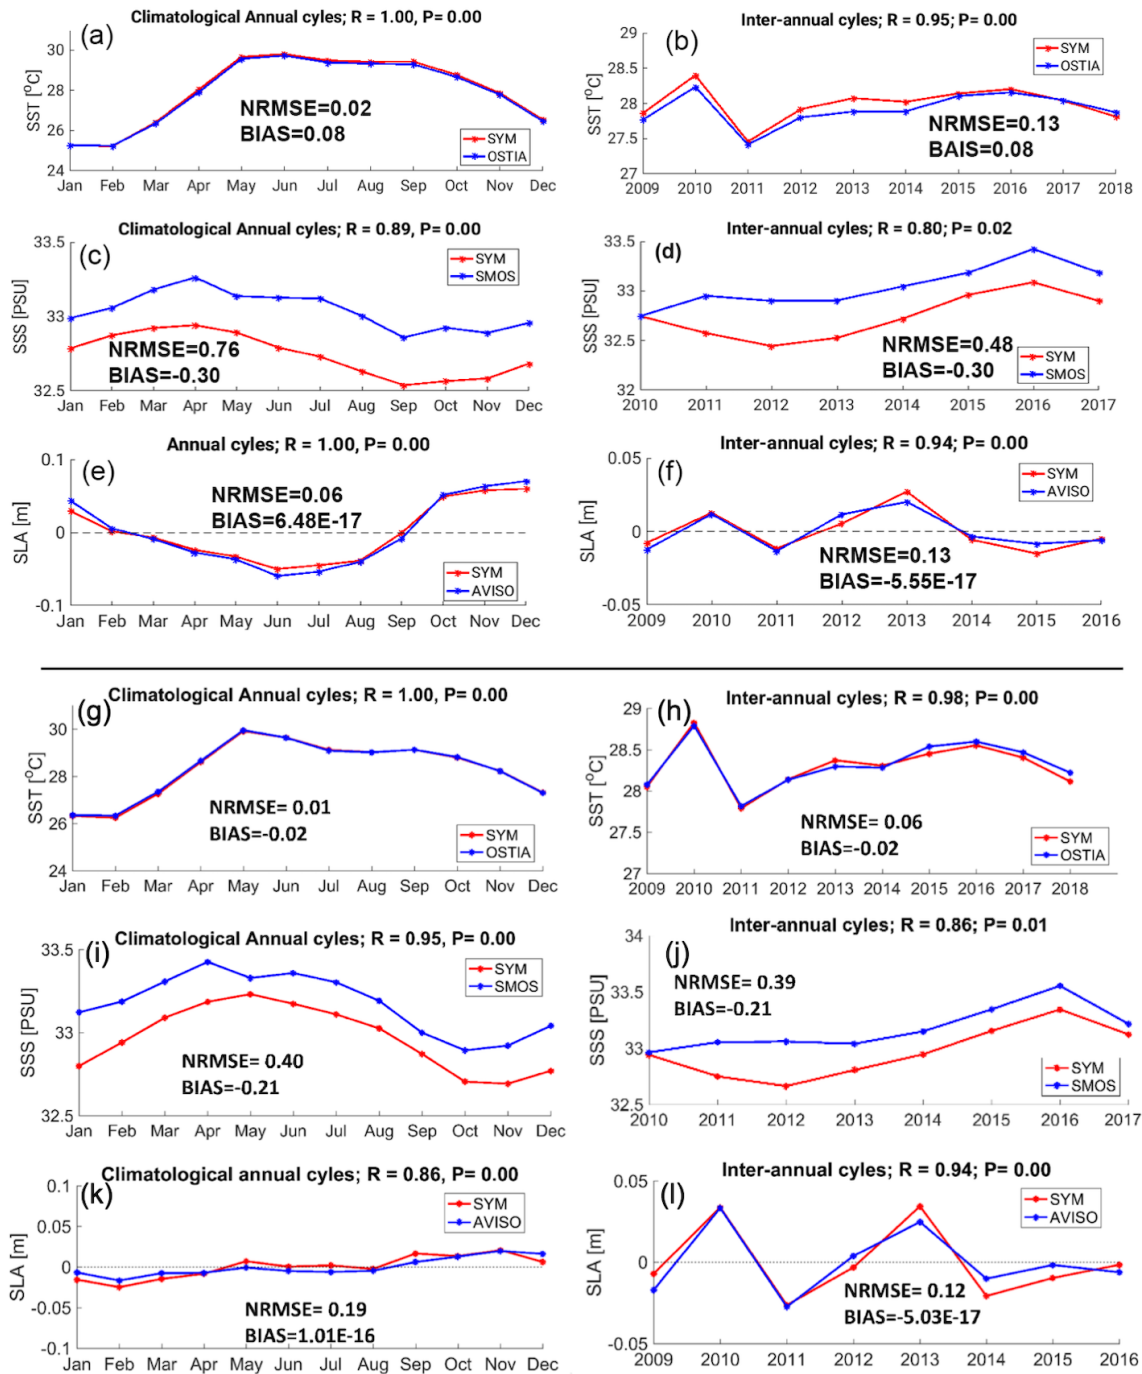 Climatological Annual cyles; R = 1.00, P= 0.00
(a)
SST [°C]
30
28
26
24
NRMSE=0.02
BIAS=0.08
SYM
OSTIA
Jan Feb Mar Apr May Jun Jul Aug Sep Oct Nov Dec
Inter-annual cyles; R = 0.95; P= 0.00
(b)
SST [°C]
29
28.5
28
27.5
27
SYM
OSTIA
NRMSE=0.13
BAIS=0.08
2009 2010 2011 2012 2013 2014 2015 2016 2017 2018
Climatological Annual cyles; R = 0.89, P= 0.00
(c)
SSS [PSU]
33.5
33
32.5
SYM
SMOS
NRMSE=0.76
BIAS=-0.30
Jan Feb Mar Apr May Jun Jul Aug Sep Oct Nov Dec
Inter-annual cyles; R = 0.80; P= 0.02
(d)
SSS [PSU]
33.5
33
32.5
32
NRMSE=0.48
BIAS=-0.30
SYM
SMOS
2010 2011 2012 2013 2014 2015 2016 2017
Annual cyles; R = 1.00, P= 0.00
(e)
SLA [m]
0.1
0
-0.1
NRMSE=0.06
BIAS=6.48E-17
SYM
AVISO
Jan Feb Mar Apr May Jun Jul Aug Sep Oct Nov Dec
Inter-annual cyles; R = 0.94; P= 0.00
(f)
SLA [m]
0.05
0
-0.05
SYM
AVISO
NRMSE=0.13
BIAS=-5.55E-17
2009 2010 2011 2012 2013 2014 2015 2016
Climatological Annual cyles; R = 1.00, P= 0.00
(g)
SST [°C]
30
28
26
24
NRMSE= 0.01
BIAS=-0.02
SYM
OSTIA
Jan Feb Mar Apr May Jun Jul Aug Sep Oct Nov Dec
Inter-annual cyles; R = 0.98; P= 0.00
(h)
SST [°C]
29
28.5
28
27.5
27
NRMSE= 0.06
BIAS=-0.02
SYM
OSTIA
2009 2010 2011 2012 2013 2014 2015 2016 2017 2018
Climatological Annual cyles; R = 0.95, P= 0.00
(i)
SSS [PSU]
33.5
33
32.5
SYM
SMOS
NRMSE= 0.40
BIAS=-0.21
Jan Feb Mar Apr May Jun Jul Aug Sep Oct Nov Dec
Inter-annual cyles; R = 0.86; P= 0.01
(j)
SSS [PSU]
34
33.5
33
32.5
NRMSE= 0.39
BIAS=-0.21
SYM
SMOS
2010 2011 2012 2013 2014 2015 2016 2017
Climatological annual cyles; R = 0.86, P= 0.00
(k)
SLA [m]
0.1
0.05
0
-0.05
-0.1
SYM
AVISO
NRMSE= 0.19
BIAS=1.01E-16
Jan Feb Mar Apr May Jun Jul Aug Sep Oct Nov Dec
Inter-annual cyles; R = 0.94; P= 0.00
(l)
SLA [m]
0.05
0
-0.05
SYM
AVISO
NRMSE= 0.12
BIAS=-5.03E-17
2009 2010 2011 2012 2013 2014 2015 2016